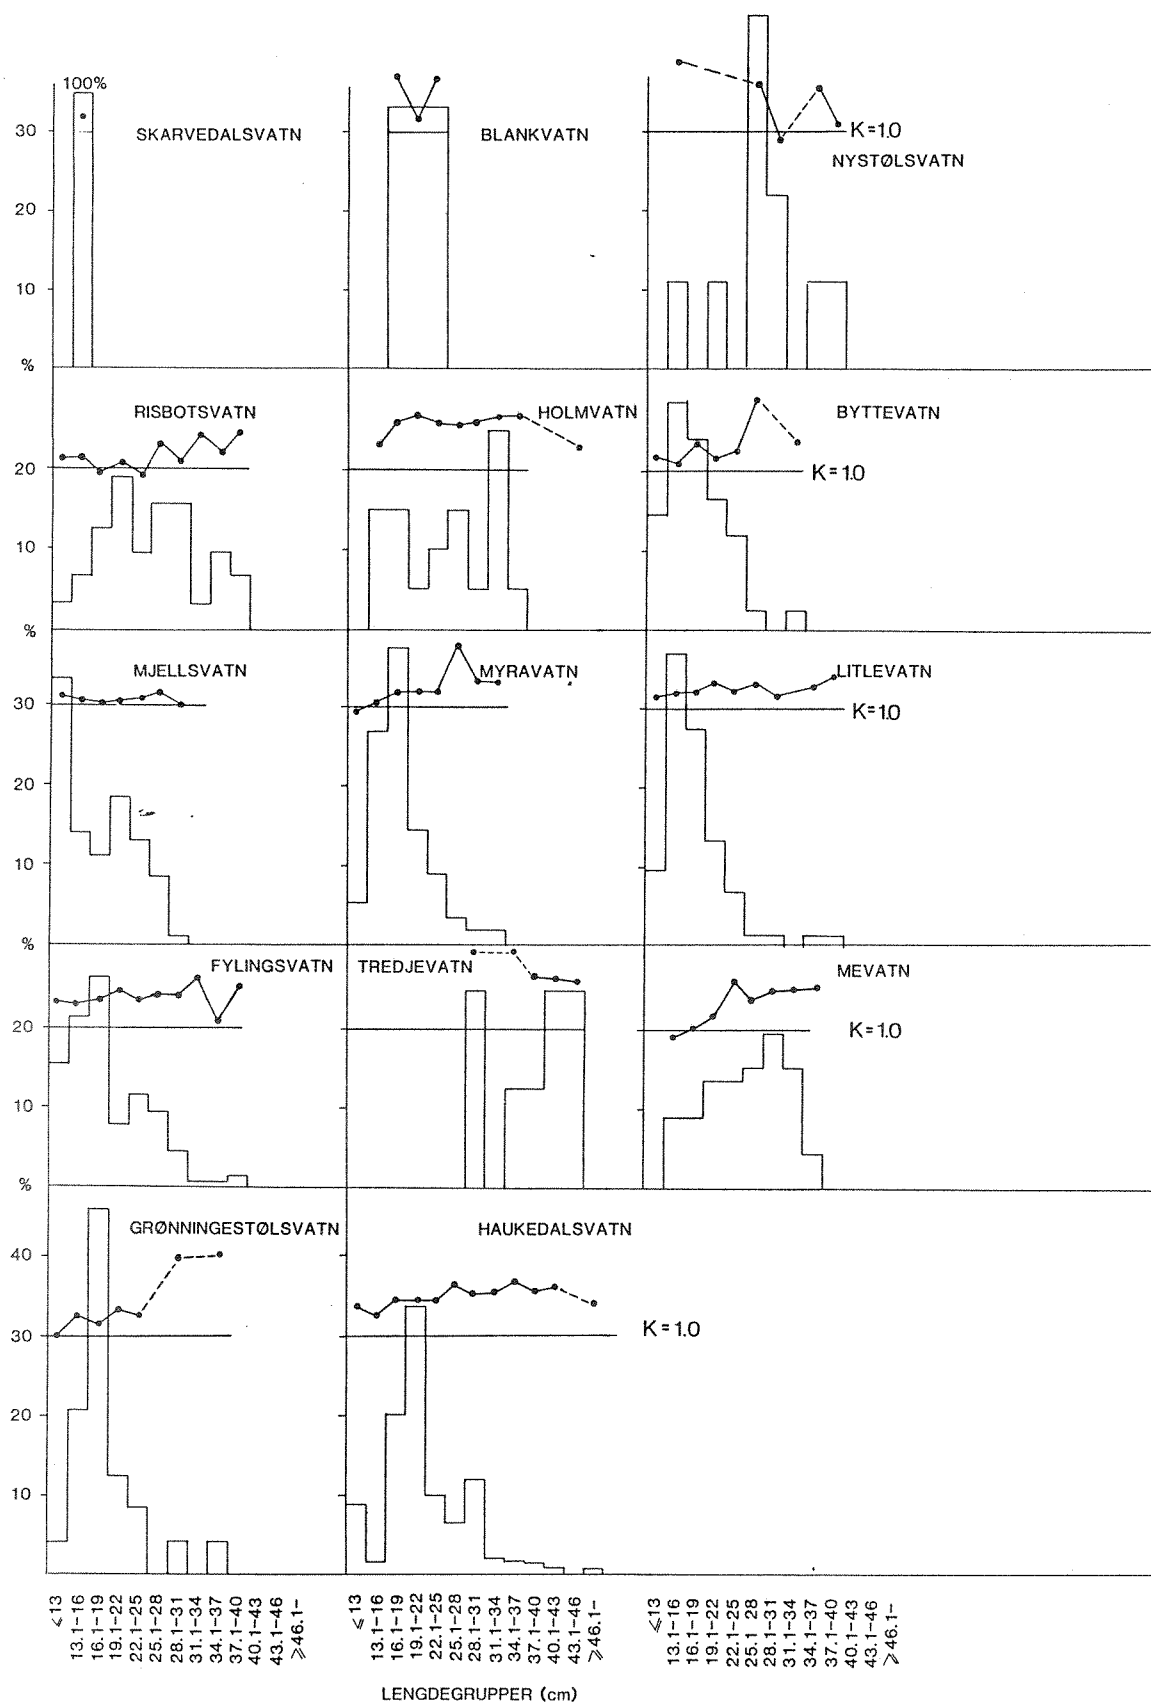 100%
30
SKARVEDALSVATN
BLANKVATN
K=1.0
NYSTØLSVATN
20
10
%
RISBOTSVATN
HOLMVATN
BYTTEVATN
20
K=1.0
10
%
MJELLSVATN
MYRAVATN
LITLEVATN
30
K=1.0
20
10
%
FYLINGSVATN
TREDJEVATN
MEVATN
20
K=1.0
10
%
GRØNNINGESTØLSVATN
HAUKEDALSVATN
40
30
K=1.0
20
10
≤13
13.1-16
16.1-19
19.1-22
22.1-25
25.1-28
28.1-31
31.1-34
34.1-37
37.1-40
40.1-43
43.1-46
≥46.1-
≤13
13.1-16
16.1-19
19.1-22
22.1-25
25.1-28
28.1-31
31.1-34
34.1-37
37.1-40
40.1-43
43.1-46
≥46.1-
≤13
13.1-16
16.1-19
19.1-22
22.1-25
25.1 28
28.1-31
31.1-34
34.1-37
37.1-40
40.1-43
43.1-46
≥46.1-
LENGDEGRUPPER (cm)